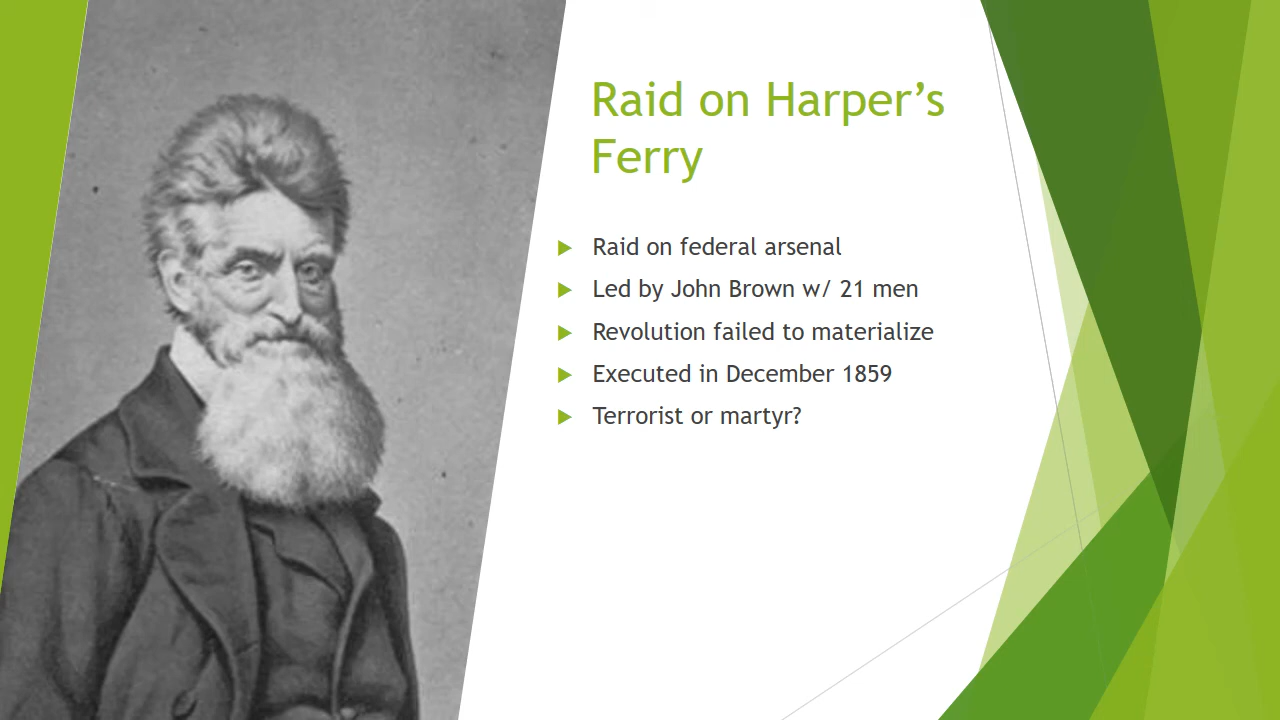 Raid on Harper’s
Ferry
Raid on federal arsenal
Led by John Brown w/ 21 men
Revolution failed to materialize
Executed in December 1859
Terrorist or martyr?